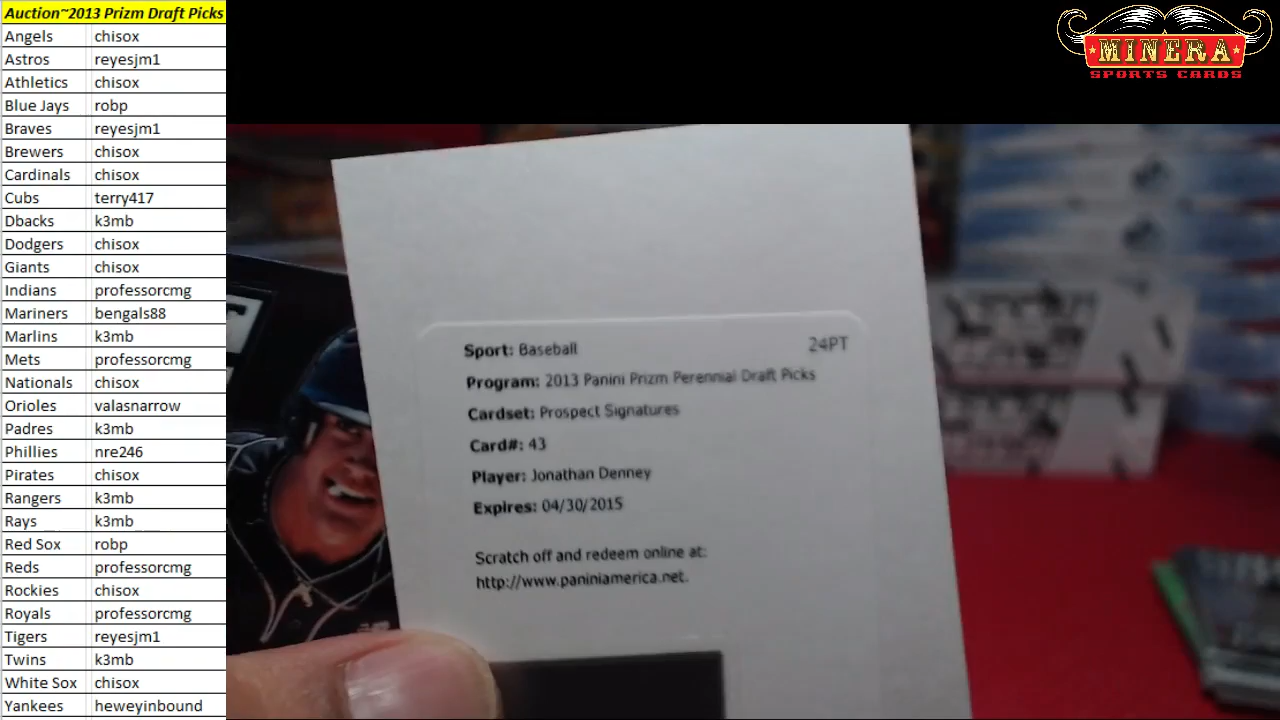 Auction~2013 Prizm Draft Picks
Angels chisox
Astros reyesjm1
Athletics chisox
Blue Jays robp
Braves reyesjm1
Brewers chisox
Cardinals chisox
Cubs terry417
Dbacks k3mb
Dodgers chisox
Giants chisox
Indians professorcmg
Mariners bengals88
Marlins k3mb
Mets professorcmg
Nationals chisox
Orioles valasnarrow
Padres k3mb
Phillies nre246
Pirates chisox
Rangers k3mb
Rays k3mb
Red Sox robp
Reds professorcmg
Rockies chisox
Royals professorcmg
Tigers reyesjm1
Twins k3mb
White Sox chisox
Yankees heweyinbound
MINERA
SPORTS CARDS
Sport: Baseball 24PT
Program: 2013 Panini Prizm Perennial Draft Picks
Cardset: Prospect Signatures
Card#: 43
Player: Jonathan Denney
Expires: 04/30/2015
Scratch off and redeem online at:
http://www.paniniamerica.net.